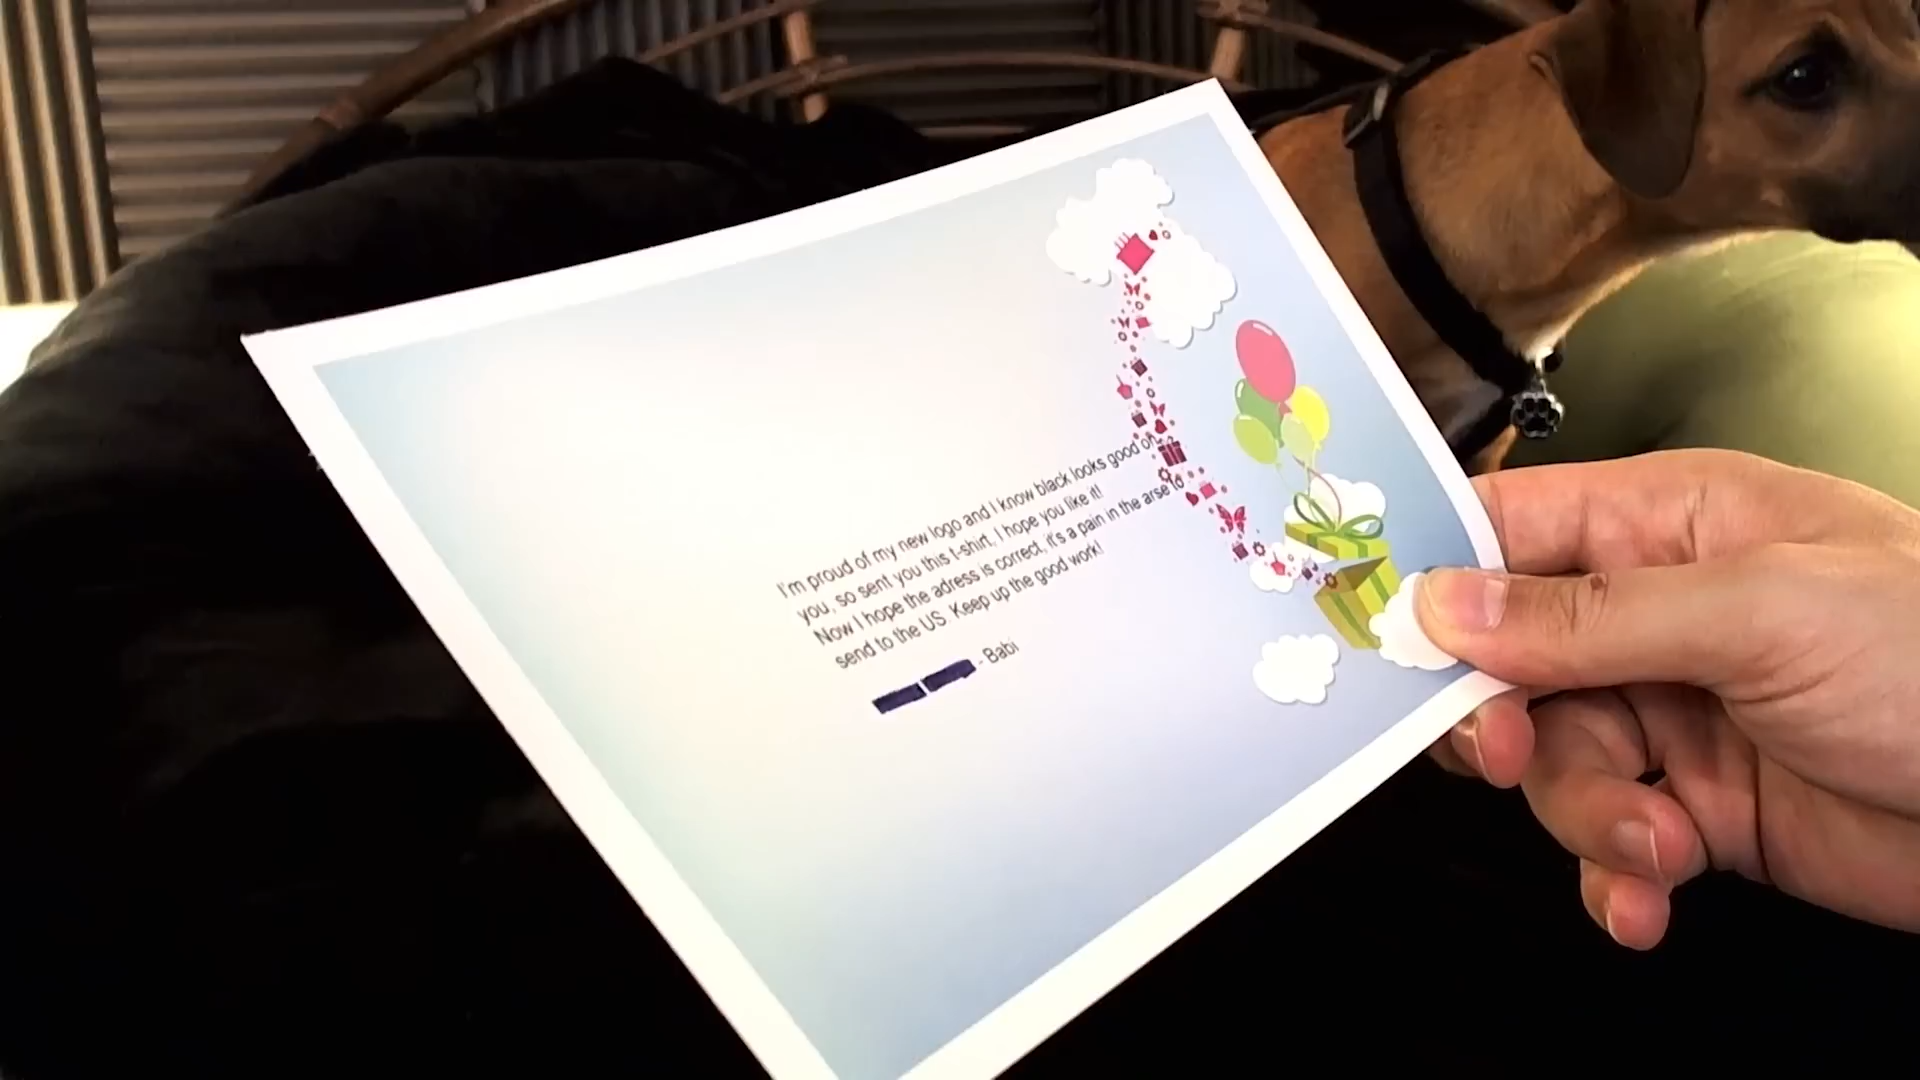 I'm proud of my new logo and I know black looks good on
you, so sent you this t-shirt, I hope you like it!
Now I hope the adress is correct, it's a pain in the arse to
send to the US. Keep up the good work!
- Babi